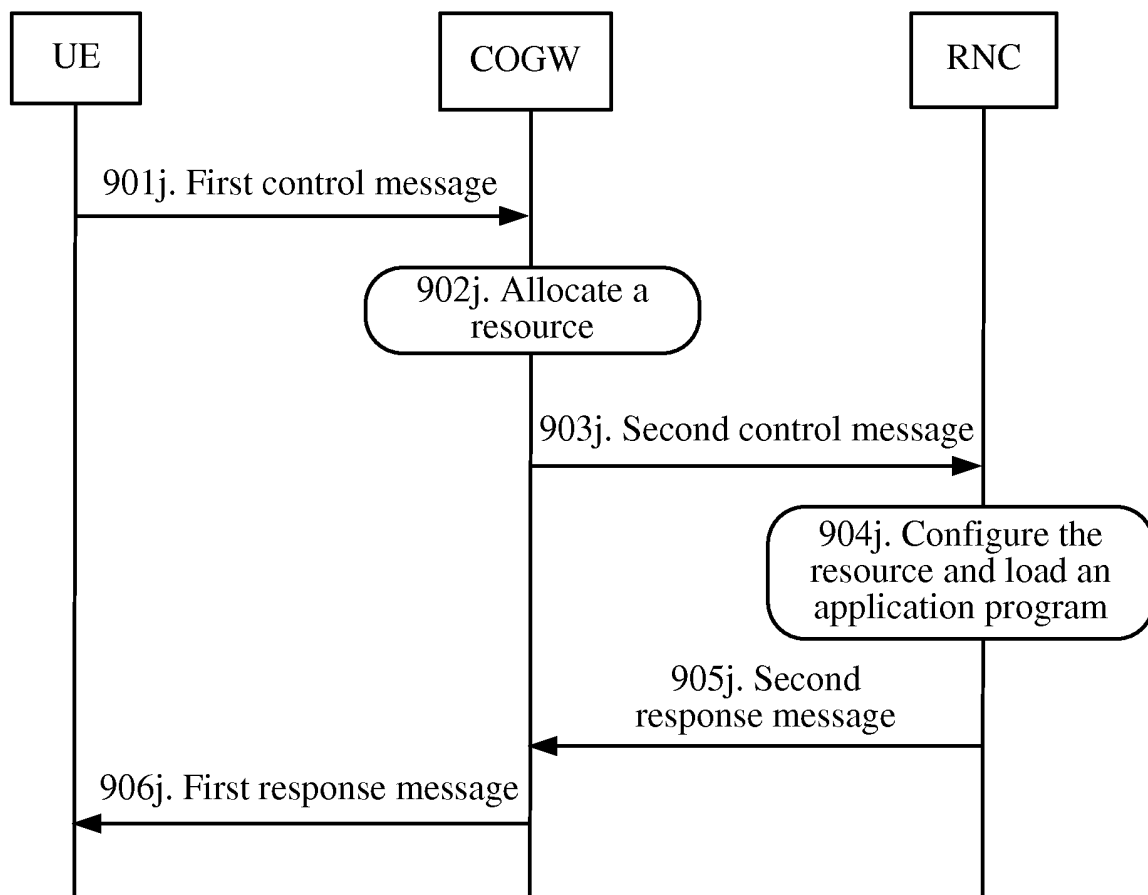 UE
COGW
RNC
901j. First control message
902j. Allocate a
resource
903j. Second control message
904j. Configure the
resource and load an
application program
905j. Second
response message
906j. First response message